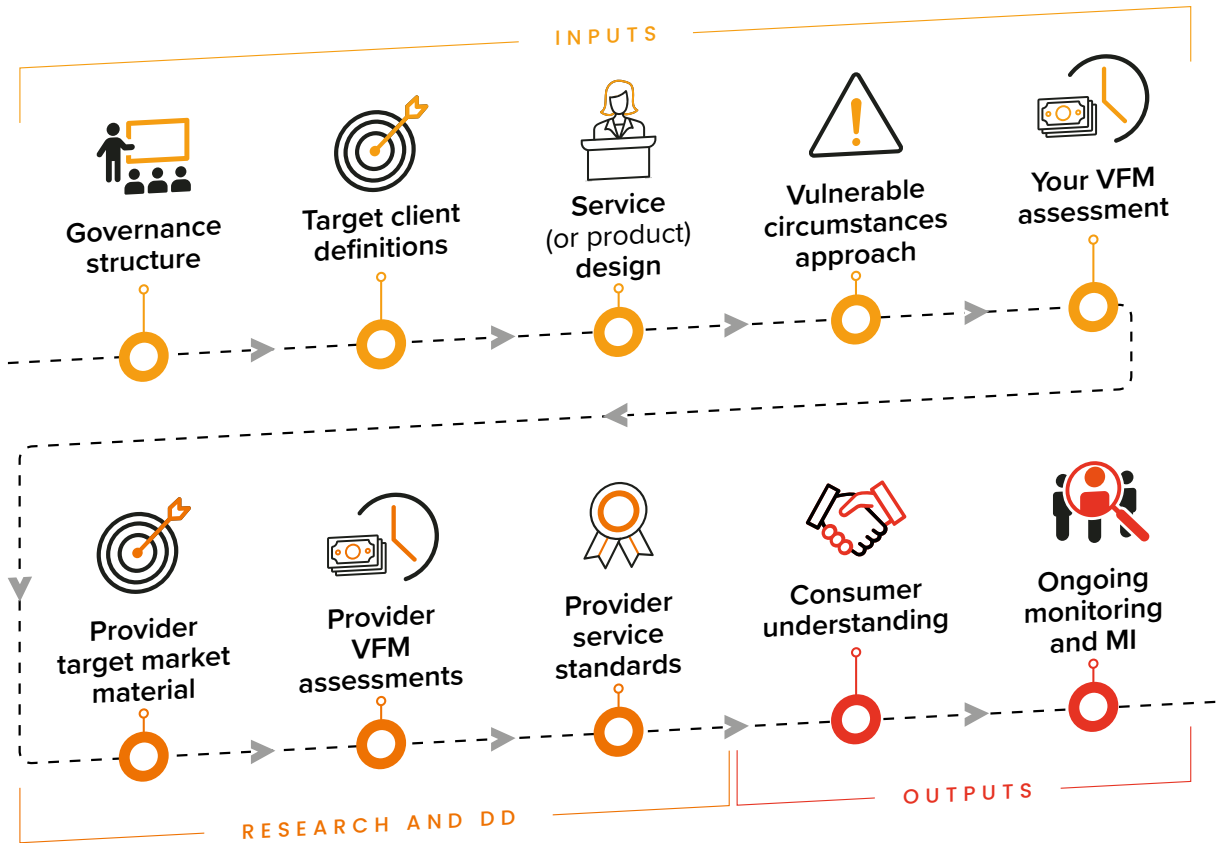 INPUTS
Governance
structure
Target client
definitions
Service
(or product)
design
Vulnerable
circumstances
approach
Your VFM
assessment
Provider
target market
material
Provider
VFM
assessments
Provider
service
standards
Consumer
understanding
Ongoing
monitoring
and MI
RESEARCH AND DD
OUTPUTS